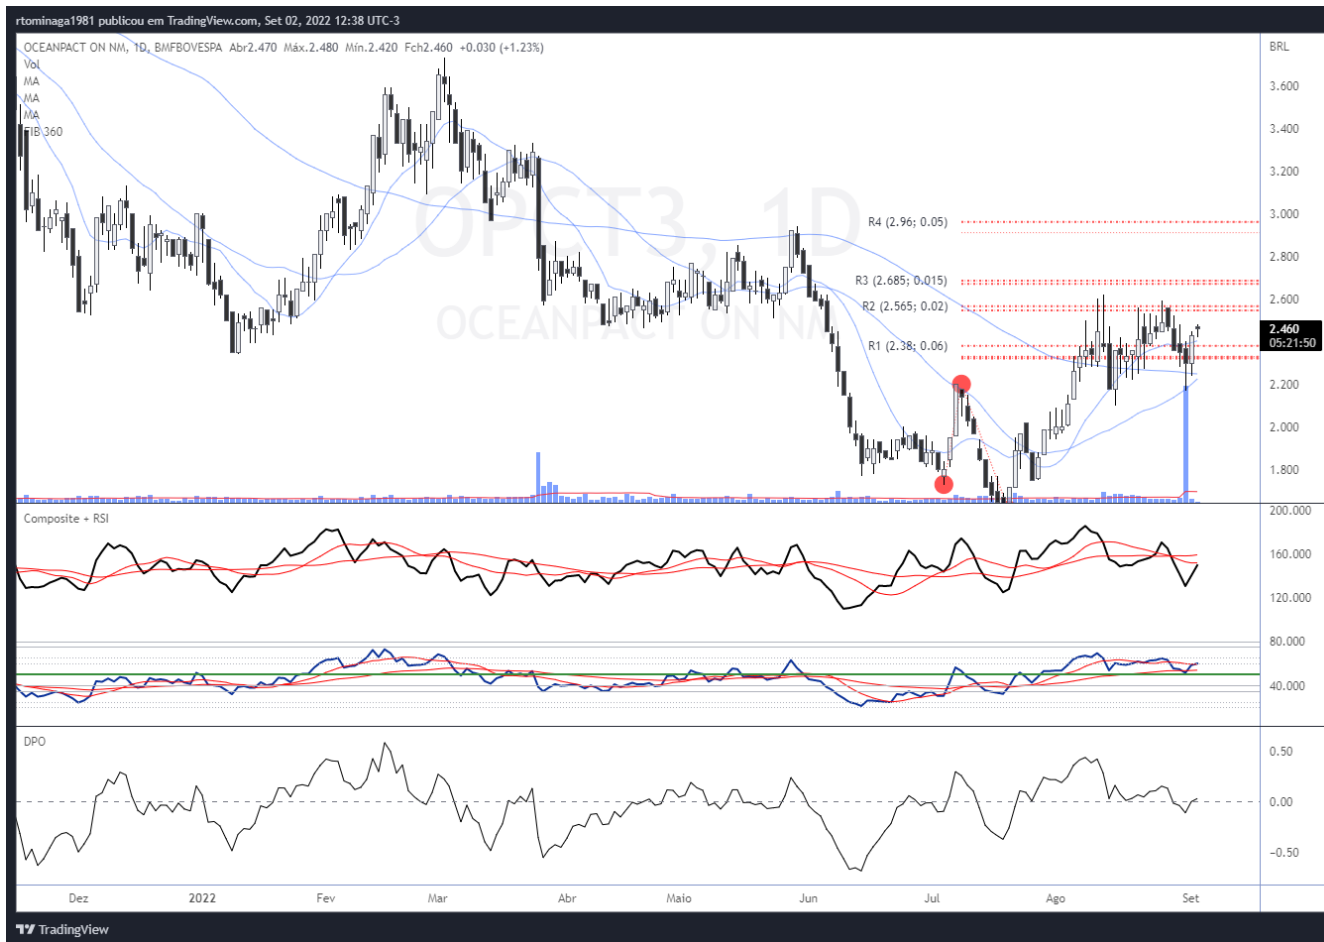 rtominaga1981 publicou em TradingView.com, Set 02, 2022 12:38 UTC-3
OCEANPACT ON NM, 1D, BMFBOVESPA Abr2.470 Máx.2.480 Mín.2.420 Fch2.460 +0.030 (+1.23%)
BRL
Vol
MA
MA
MA
FIB 360
3.600
3.400
3.200
3.000
2.800
2.600
2.460
05:21:50
2.200
2.000
1.800
OPCT3, 1D
OCEANPACT ON NM
R4 (2.96; 0.05)
R3 (2.685; 0.015)
R2 (2.565; 0.02)
R1 (2.38; 0.06)
Composite + RSI
200.000
160.000
120.000
80.000
40.000
DPO
0.50
0.00
−0.50
Dez 2022 Fev Mar Abr Maio Jun Jul Ago Set
TradingView